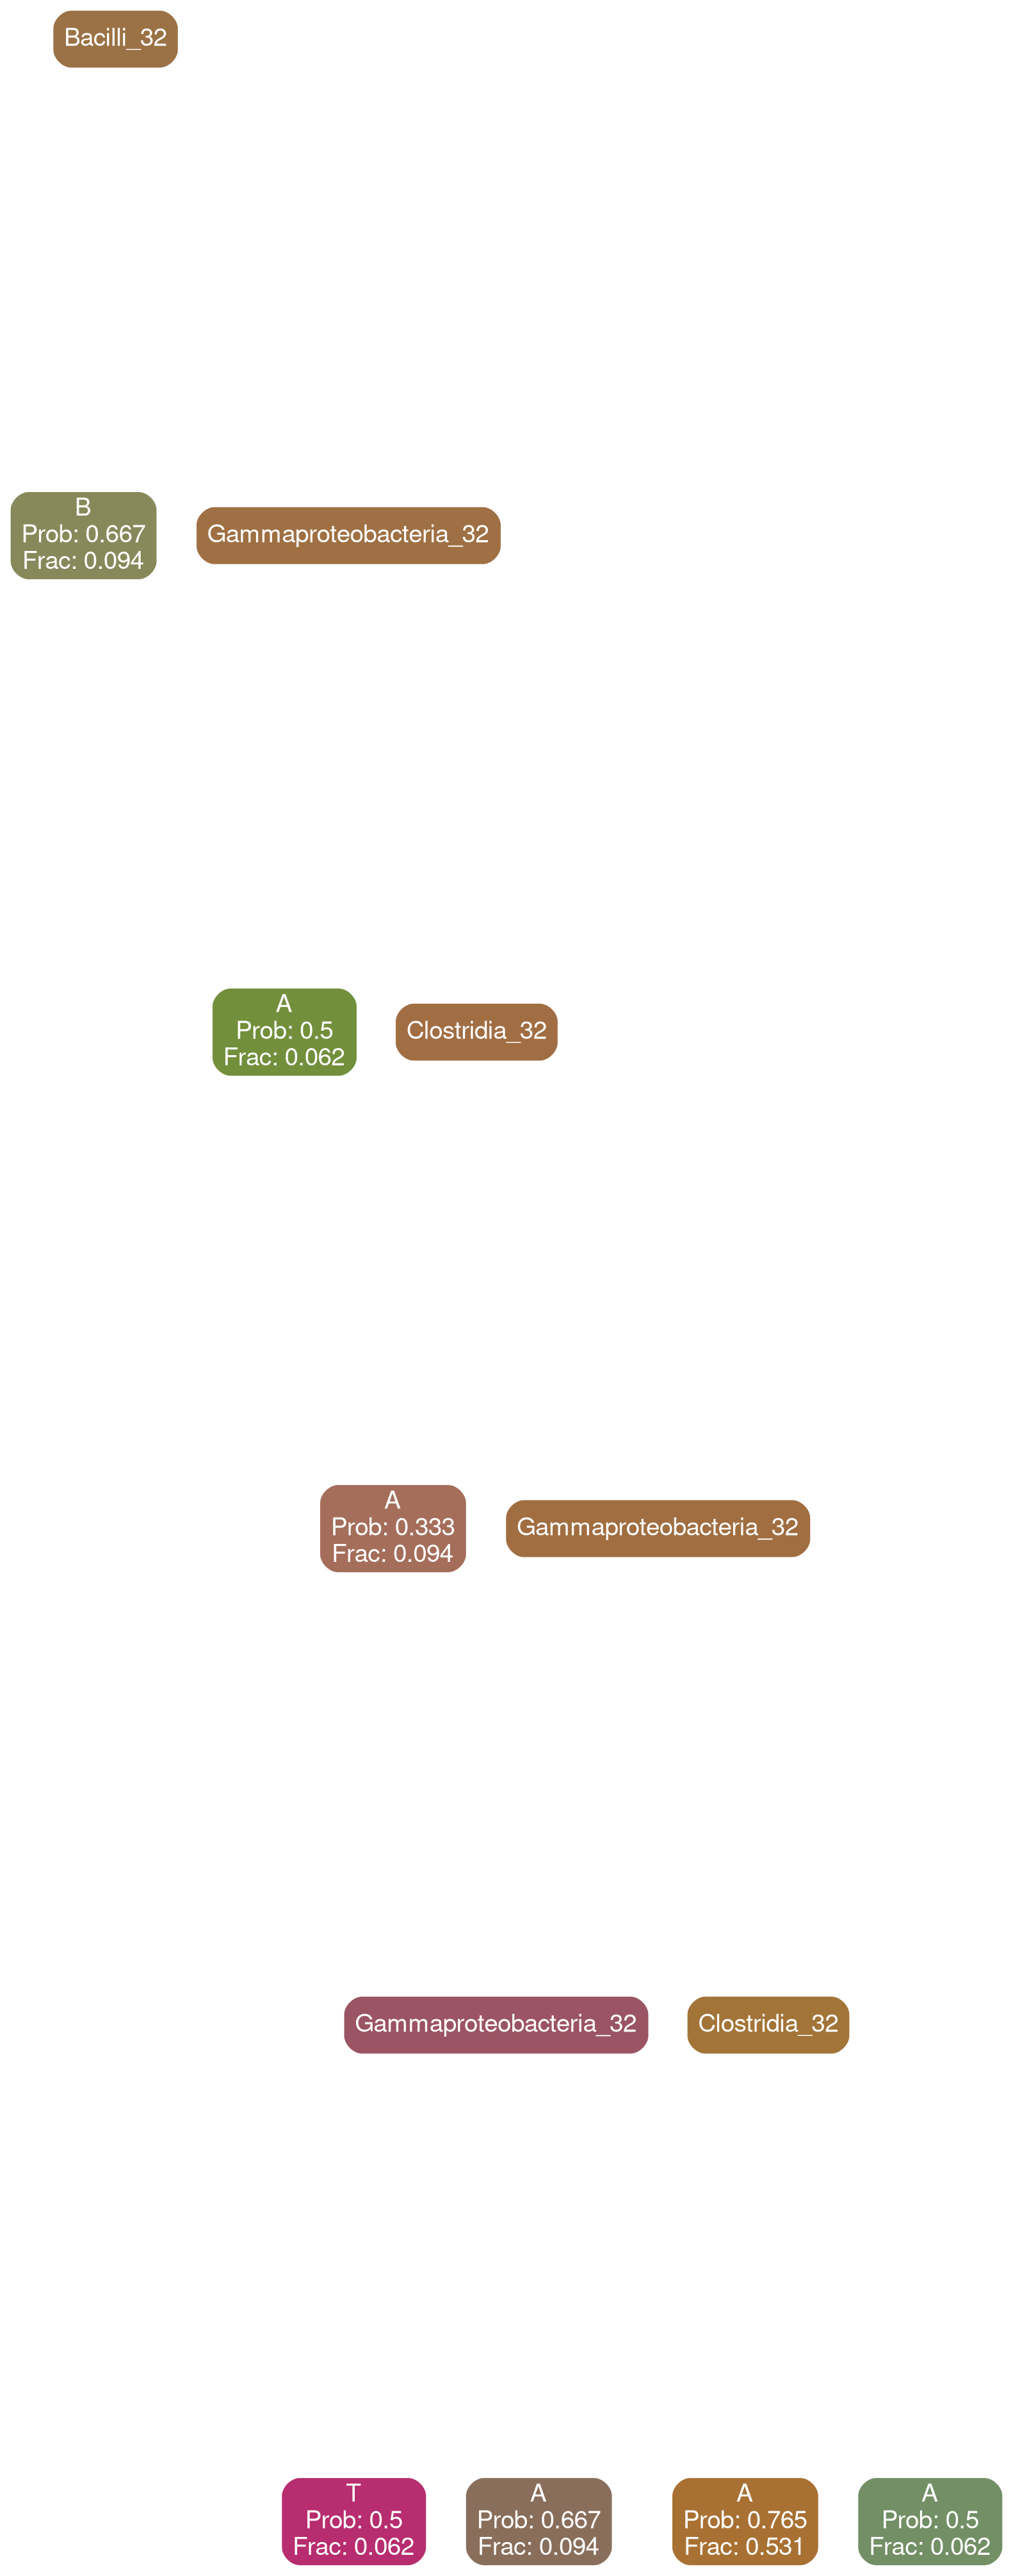 Bacilli_32
B
Prob: 0.667
Frac: 0.094
Gammaproteobacteria_32
A
Prob: 0.5
Frac: 0.062
Clostridia_32
A
Prob: 0.333
Frac: 0.094
Gammaproteobacteria_32
Gammaproteobacteria_32
Clostridia_32
T
Prob: 0.5
Frac: 0.062
A
Prob: 0.667
Frac: 0.094
A
Prob: 0.765
Frac: 0.531
A
Prob: 0.5
Frac: 0.062